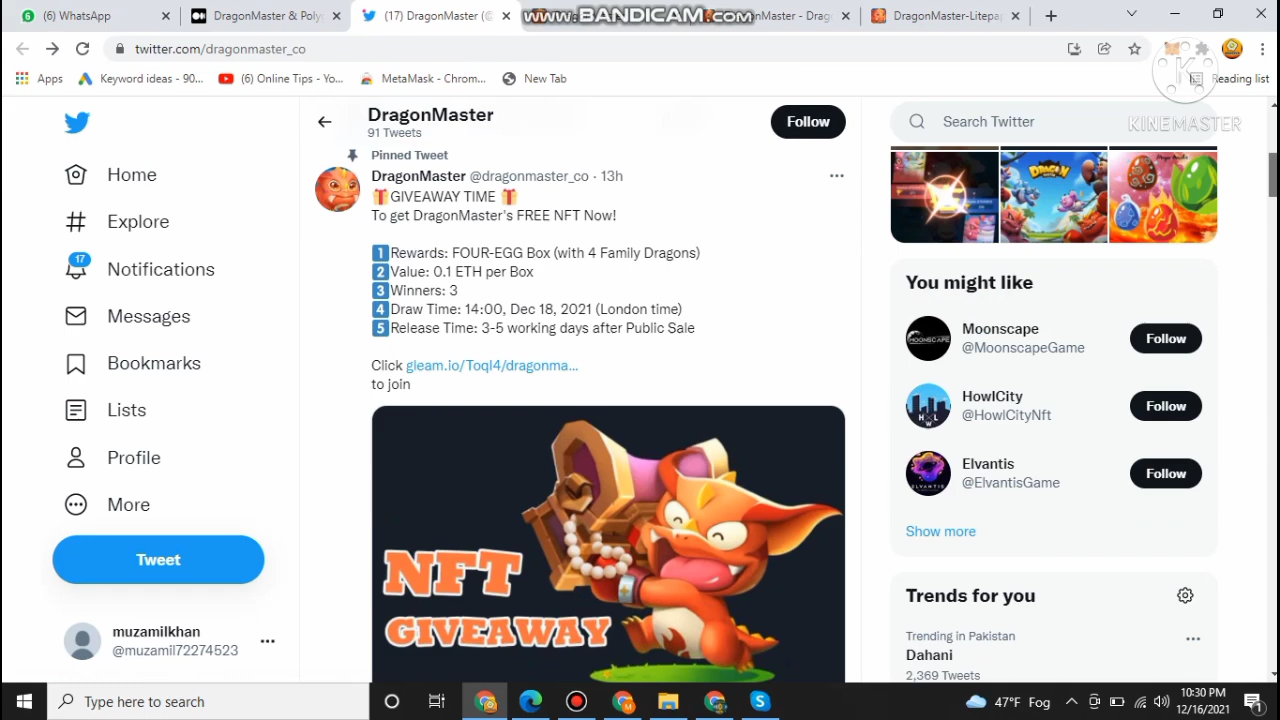 (6) WhatsApp
DragonMaster & Poly
(17) DragonMaster (@
WWW.BANDICAM.COM
Master - Drago
DragonMaster-Litepap
twitter.com/dragonmaster_co
Apps
Keyword ideas - 90...
(6) Online Tips - Yo...
MetaMask - Chrom...
New Tab
Reading list
KINEMASTER
DragonMaster
91 Tweets
Follow
Search Twitter
Home
Explore
17
Notifications
Messages
Bookmarks
Lists
Profile
More
Tweet
muzamilkhan
@muzamil72274523
Pinned Tweet
DragonMaster @dragonmaster_co · 13h
🎁GIVEAWAY TIME 🎁
To get DragonMaster's FREE NFT Now!
1️⃣Rewards: FOUR-EGG Box (with 4 Family Dragons)
2️⃣Value: 0.1 ETH per Box
3️⃣Winners: 3
4️⃣Draw Time: 14:00, Dec 18, 2021 (London time)
5️⃣Release Time: 3-5 working days after Public Sale
Click gleam.io/Toql4/dragonma...
to join
NFT
GIVEAWAY
DRAGON
You might like
Moonscape
@MoonscapeGame
Follow
HowlCity
@HowlCityNft
Follow
Elvantis
@ElvantisGame
Follow
Show more
Trends for you
Trending in Pakistan
Dahani
2,369 Tweets
Type here to search
47°F Fog
10:30 PM
12/16/2021
1